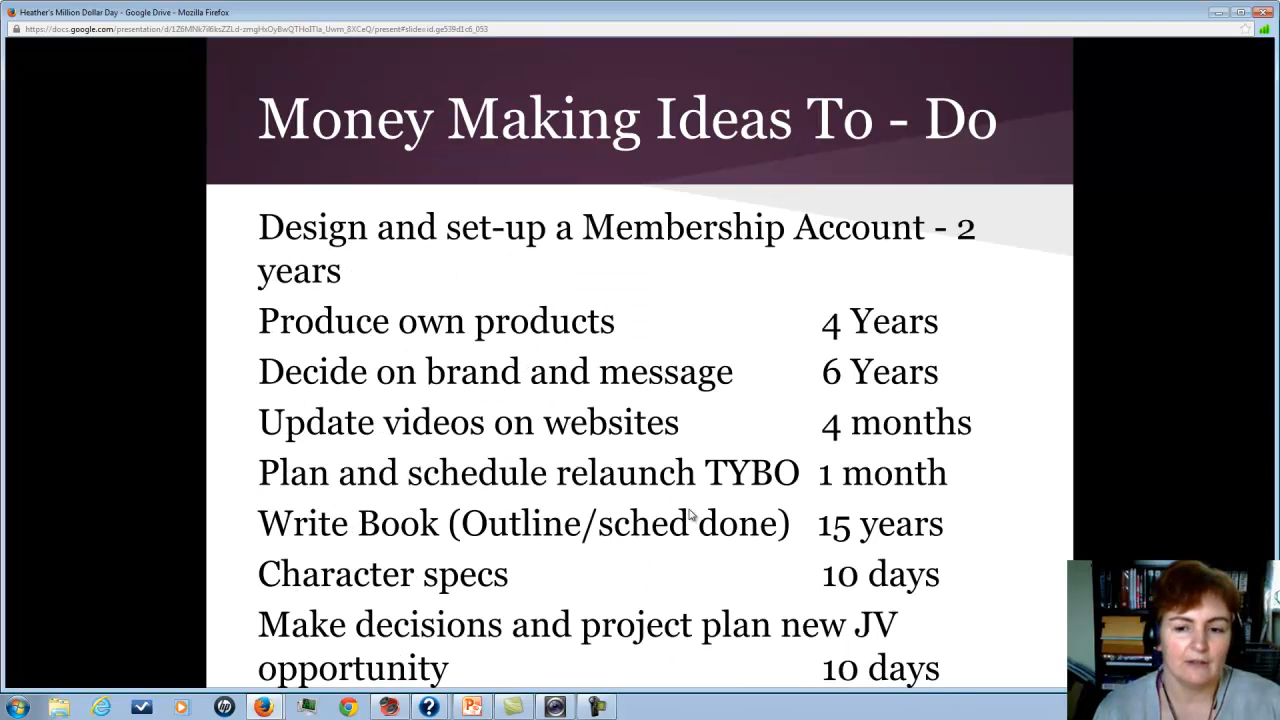 Heather's Million Dollar Day - Google Drive - Mozilla Firefox
Money Making Ideas To - Do
Design and set-up a Membership Account - 2
years
Produce own products 4 Years
Decide on brand and message 6 Years
Update videos on websites 4 months
Plan and schedule relaunch TYBO 1 month
Write Book (Outline/sched done) 15 years
Character specs 10 days
Make decisions and project plan new JV
opportunity 10 days